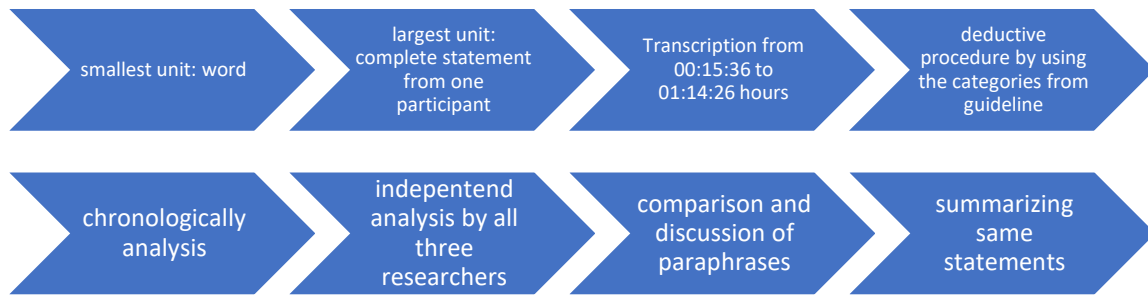 smallest unit: word
largest unit:
complete statement
from one
participant
Transcription from
00:15:36 to
01:14:26 hours
deductive
procedure by using
the categories from
guideline
chronologically
analysis
indepentend
analysis by all
three
researchers
comparison and
discussion of
paraphrases
summarizing
same
statements